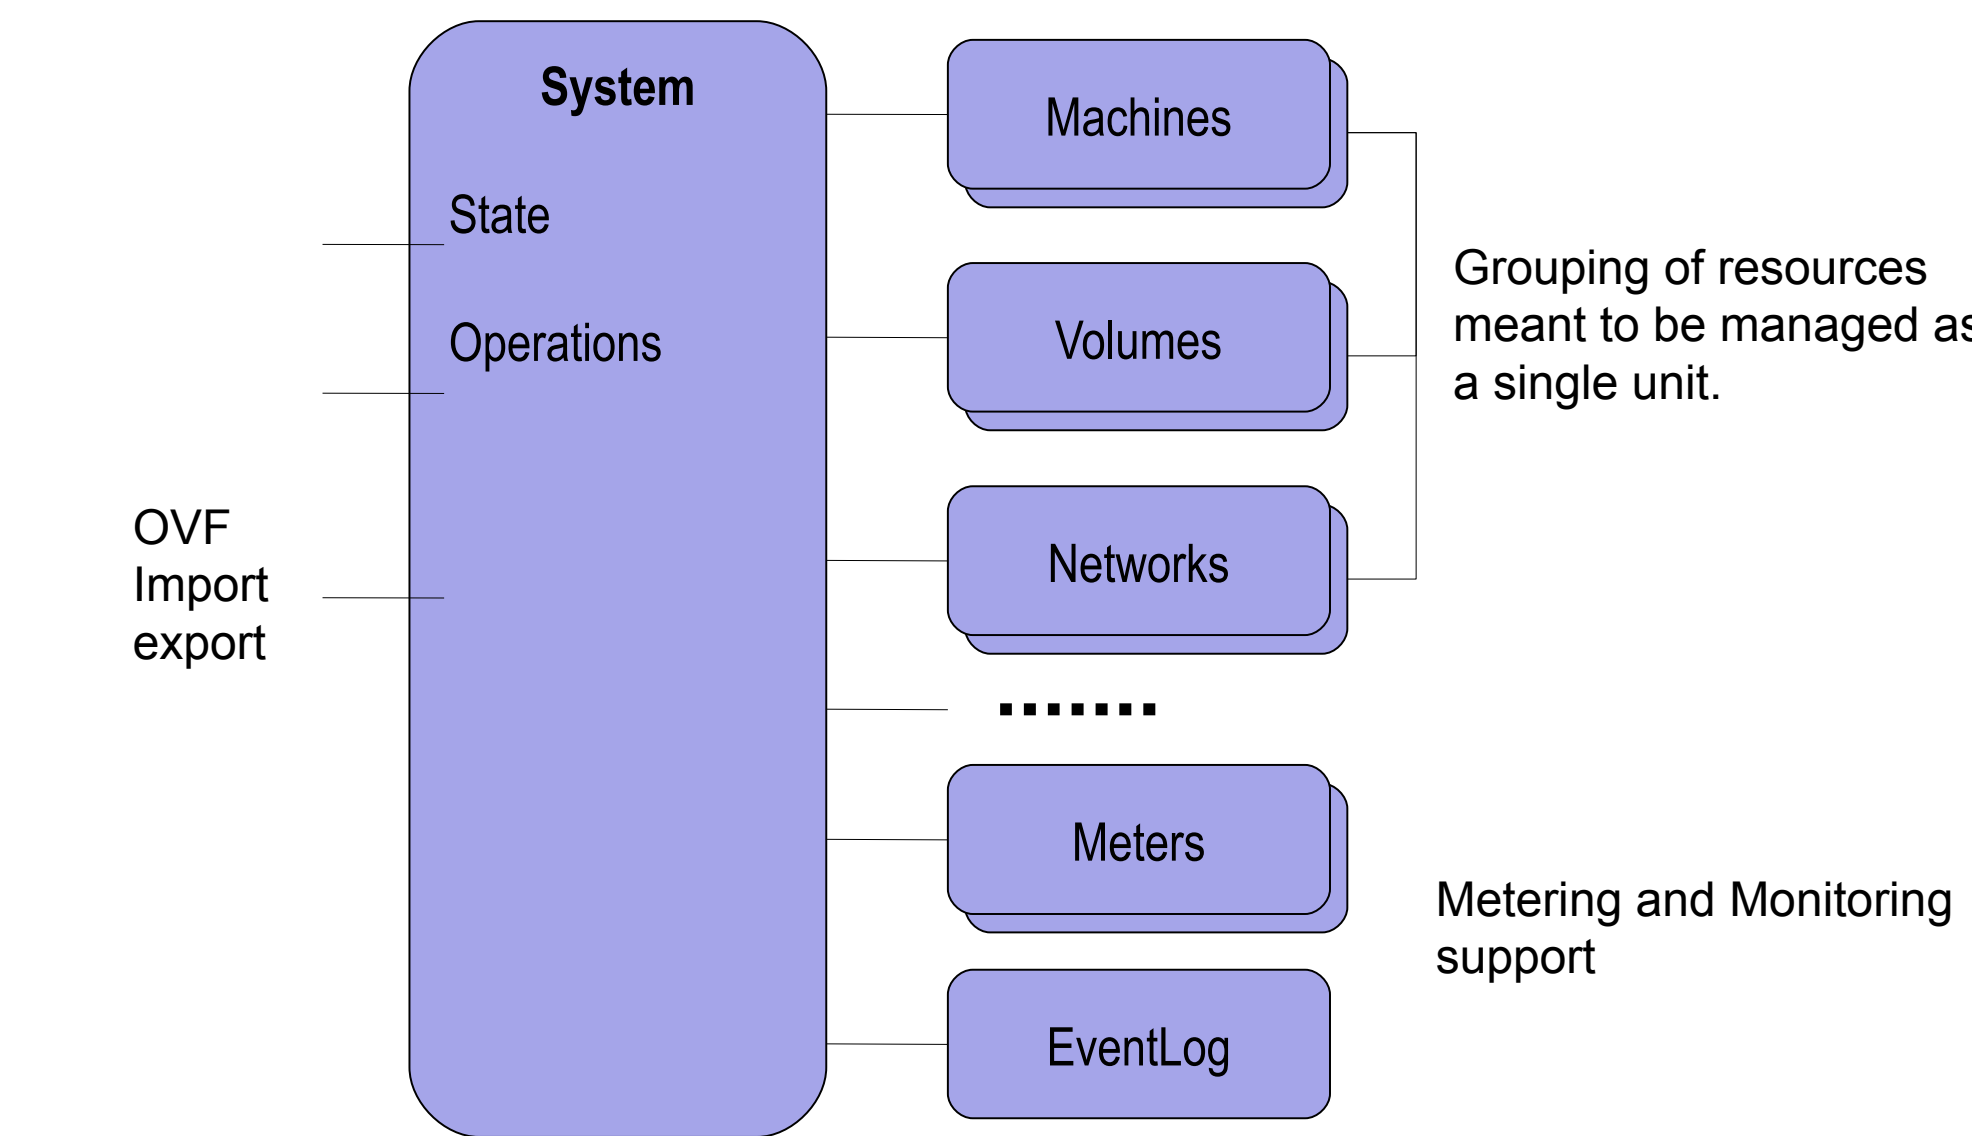 System
State
Operations
OVF
Import
export
Machines
Volumes
Networks
.......
Meters
EventLog
Grouping of resources
meant to be managed as
a single unit.
Metering and Monitoring
support